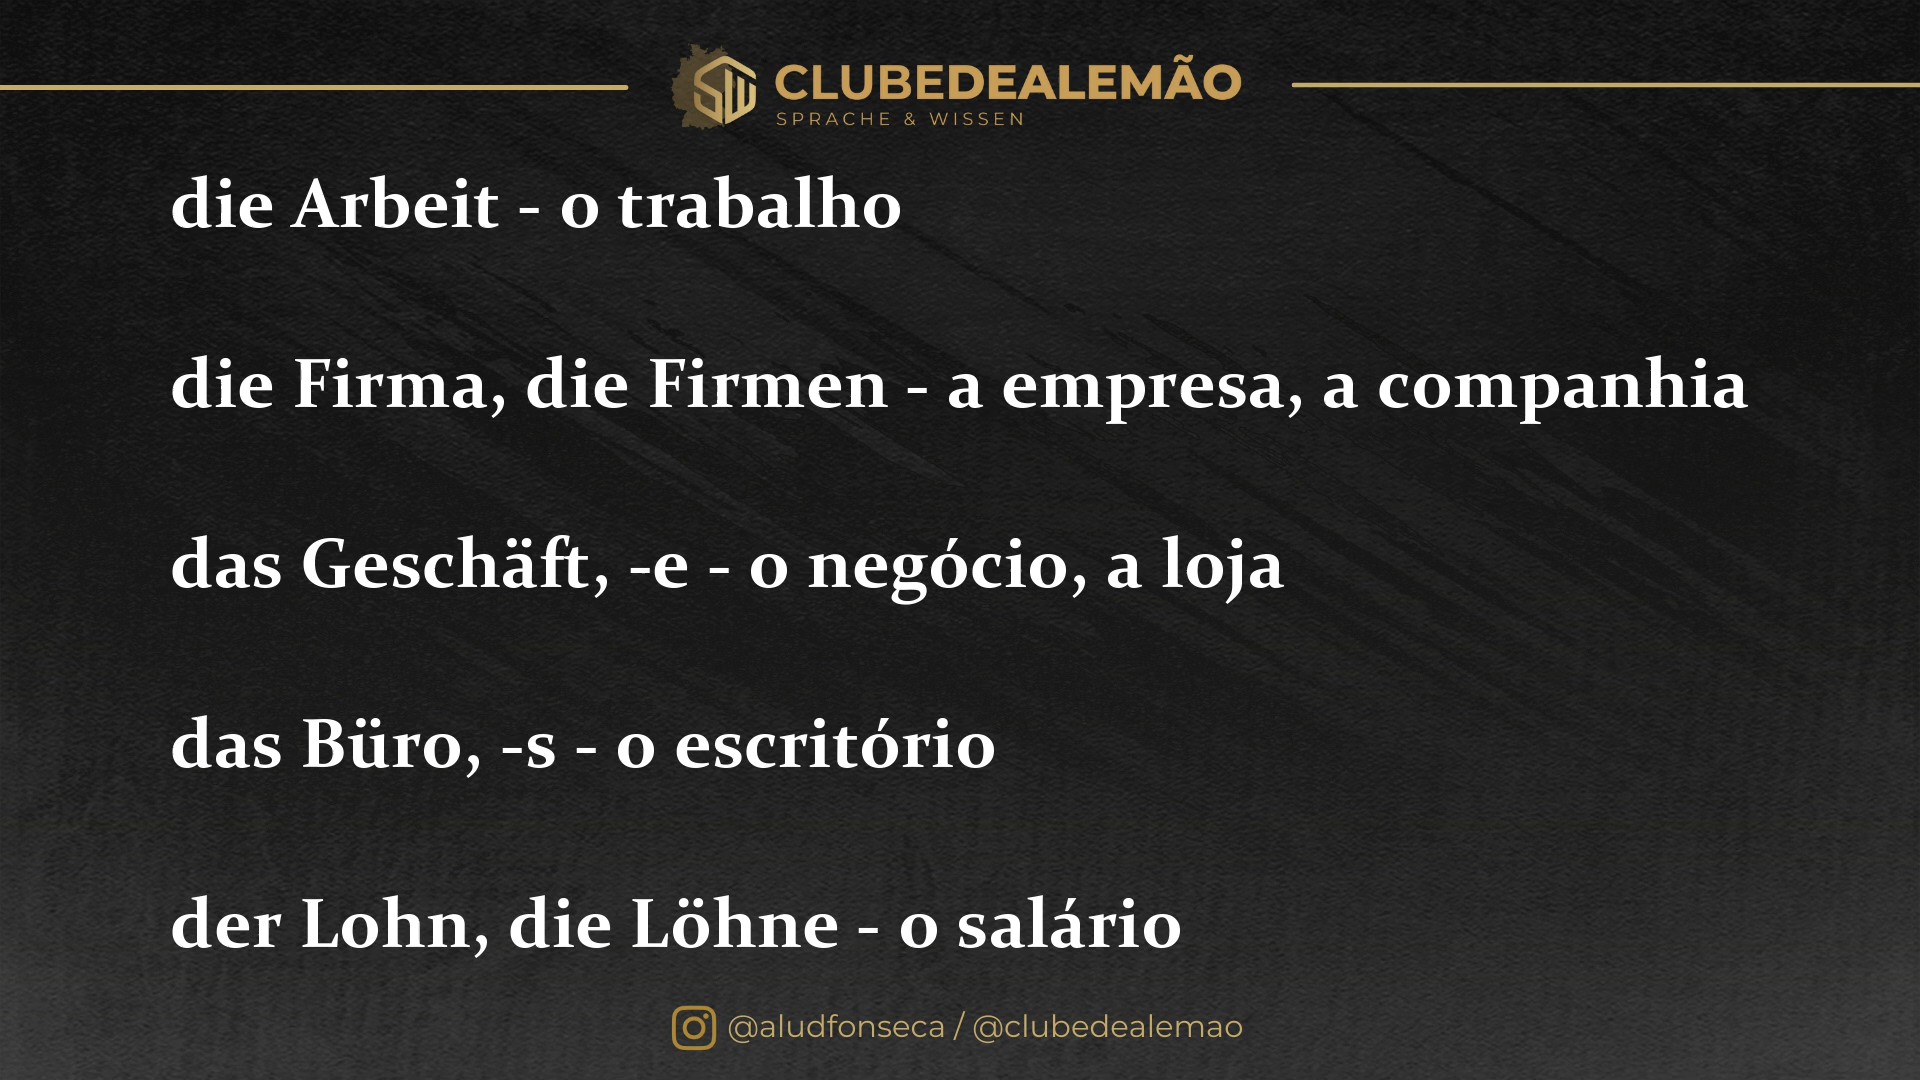 CLUBEDEALEMÃO
SPRACHE & WISSEN
die Arbeit - o trabalho
die Firma, die Firmen - a empresa, a companhia
das Geschäft, -e - o negócio, a loja
das Büro, -s - o escritório
der Lohn, die Löhne - o salário
@aludfonseca / @clubedealemao